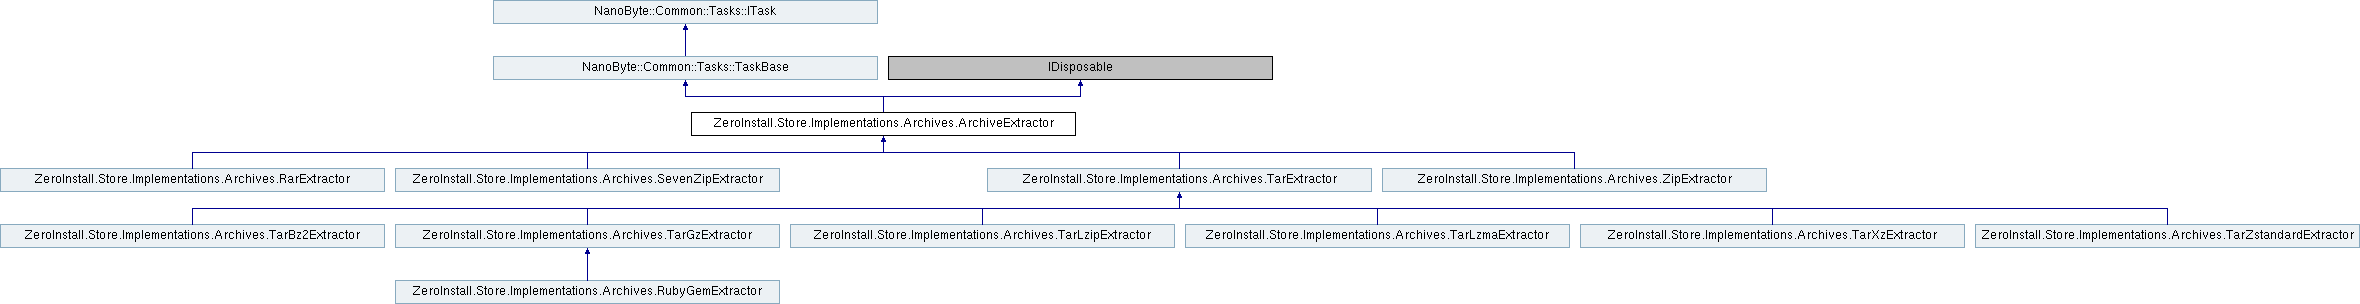 NanoByte::Common::Tasks::ITask
NanoByte::Common::Tasks::TaskBase
IDisposable
ZeroInstall.Store.Implementations.Archives.ArchiveExtractor
ZeroInstall.Store.Implementations.Archives.RarExtractor
ZeroInstall.Store.Implementations.Archives.SevenZipExtractor
ZeroInstall.Store.Implementations.Archives.TarExtractor
ZeroInstall.Store.Implementations.Archives.ZipExtractor
ZeroInstall.Store.Implementations.Archives.TarBz2Extractor
ZeroInstall.Store.Implementations.Archives.TarGzExtractor
ZeroInstall.Store.Implementations.Archives.TarLzipExtractor
ZeroInstall.Store.Implementations.Archives.TarLzmaExtractor
ZeroInstall.Store.Implementations.Archives.TarXzExtractor
ZeroInstall.Store.Implementations.Archives.TarZstandardExtractor
ZeroInstall.Store.Implementations.Archives.RubyGemExtractor